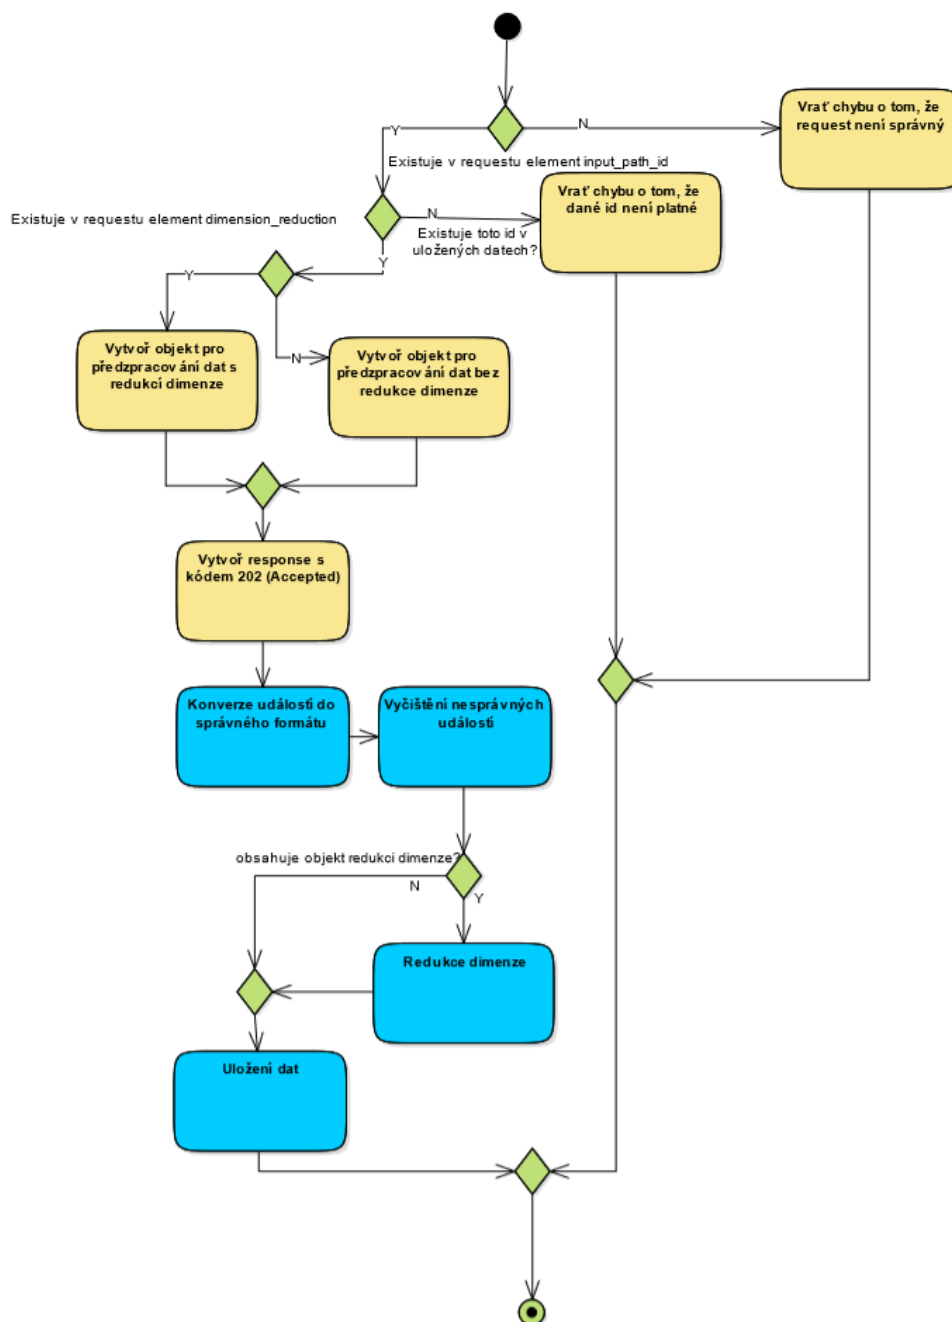 Vrať chybu o tom, že
request není správný
N
Y
Existuje v requestu element input_path_id
Vrať chybu o tom, že
dané id není platné
Existuje v requestu element dimension_reduction
N
Existuje toto id v
uložených datech?
Y
Y
Vytvoř objekt pro
předzpracování dat s
redukcí dimenze
N
Vytvoř objekt pro
předzpracování dat bez
redukce dimenze
Vytvoř response s
kódem 202 (Accepted)
Konverze událostí do
správného formátu
Vyčištění nesprávných
událostí
obsahuje objekt redukci dimenze?
N
Y
Redukce dimenze
Uložení dat